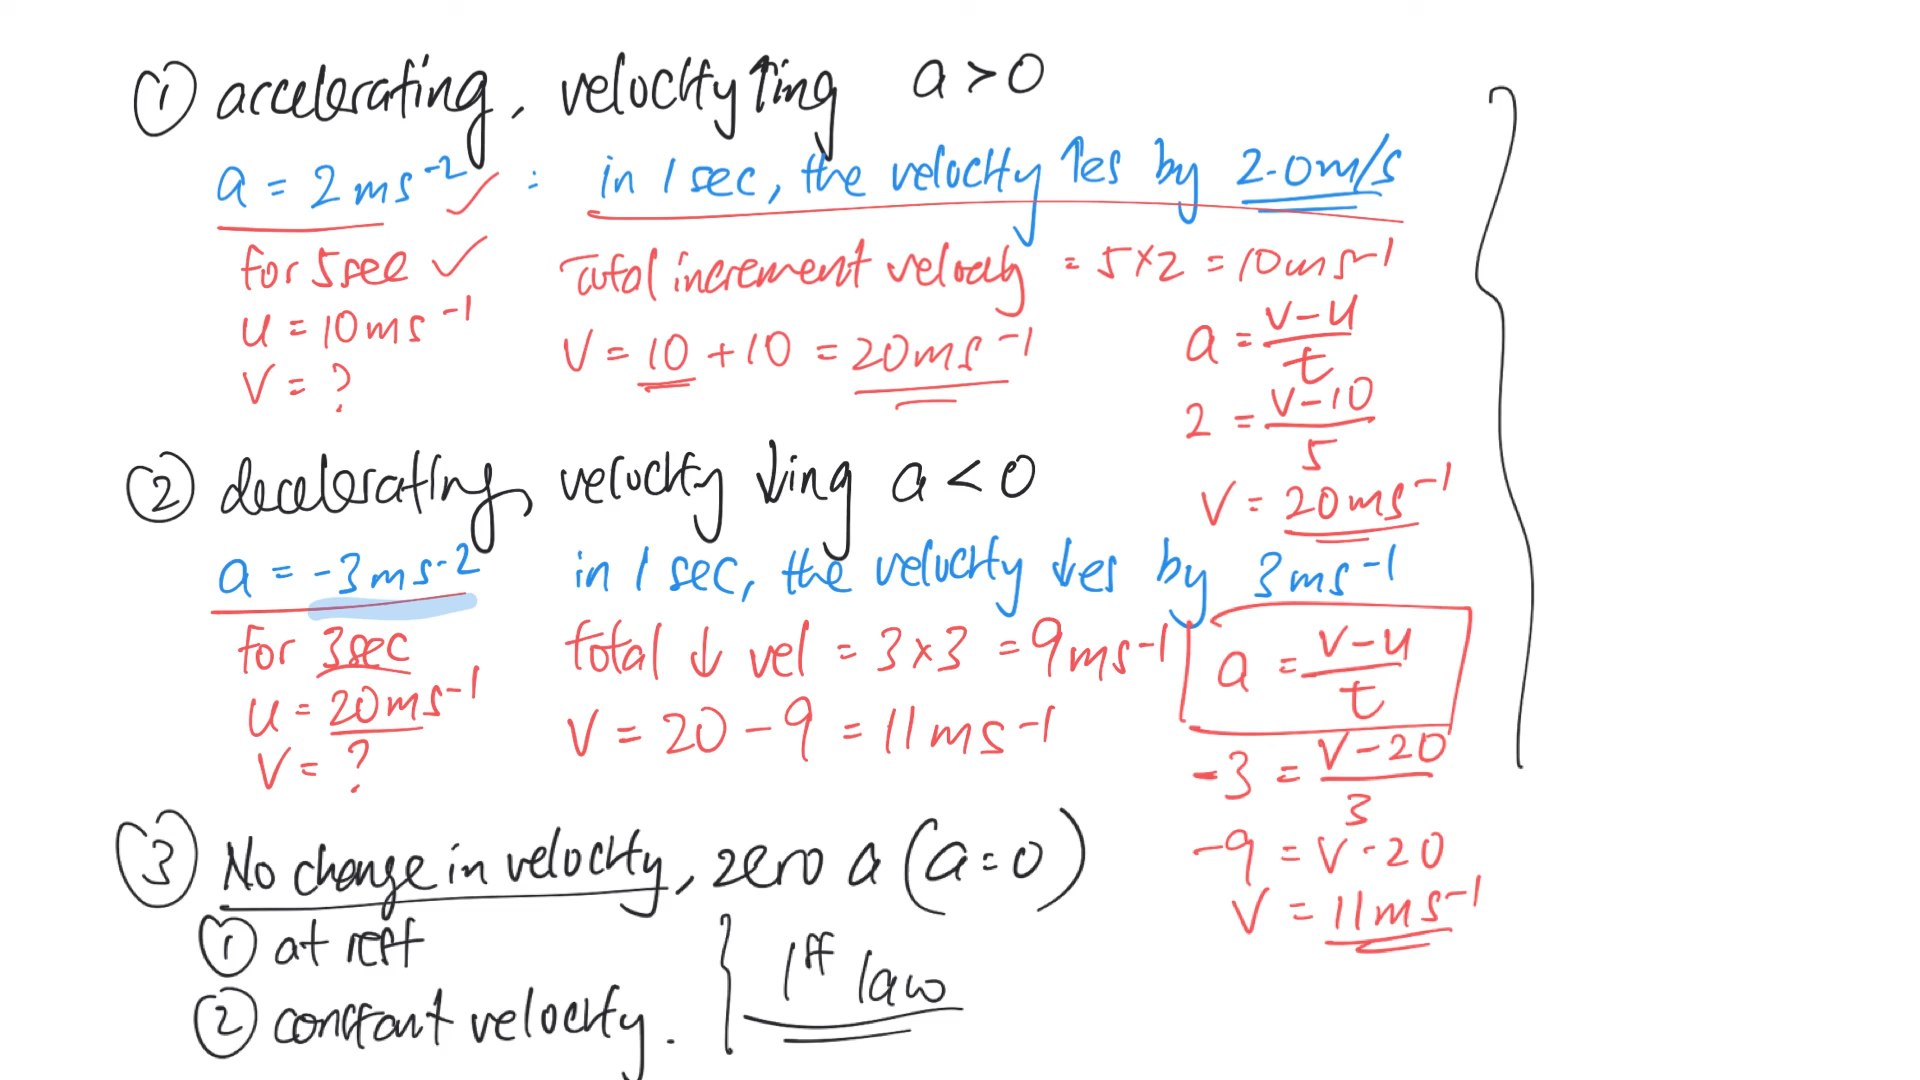 ① accelerating, velocity ↑ing a > 0
a = 2ms⁻² ✓ : in 1 sec, the velocity ↑es by 2.0m/s
for 5sec ✓ Total increment velocity = 5×2 = 10ms⁻¹
u = 10ms⁻¹
V = 10 + 10 = 20ms⁻¹
V = ?
a = (V-u)/t
2 = (V-10)/5
V = 20ms⁻¹
② decelerating, velocity ↓ing a < 0
a = -3ms⁻² in 1 sec, the velocity ↓es by 3ms⁻¹
for 3sec total ↓ vel = 3×3 = 9ms⁻¹
u = 20ms⁻¹
V = 20 - 9 = 11ms⁻¹
V = ?
a = (V-u)/t
-3 = (V-20)/3
-9 = V-20
V = 11ms⁻¹
③ No change in velocity, zero a (a=0)
① at rest
② constant velocity.
1st law